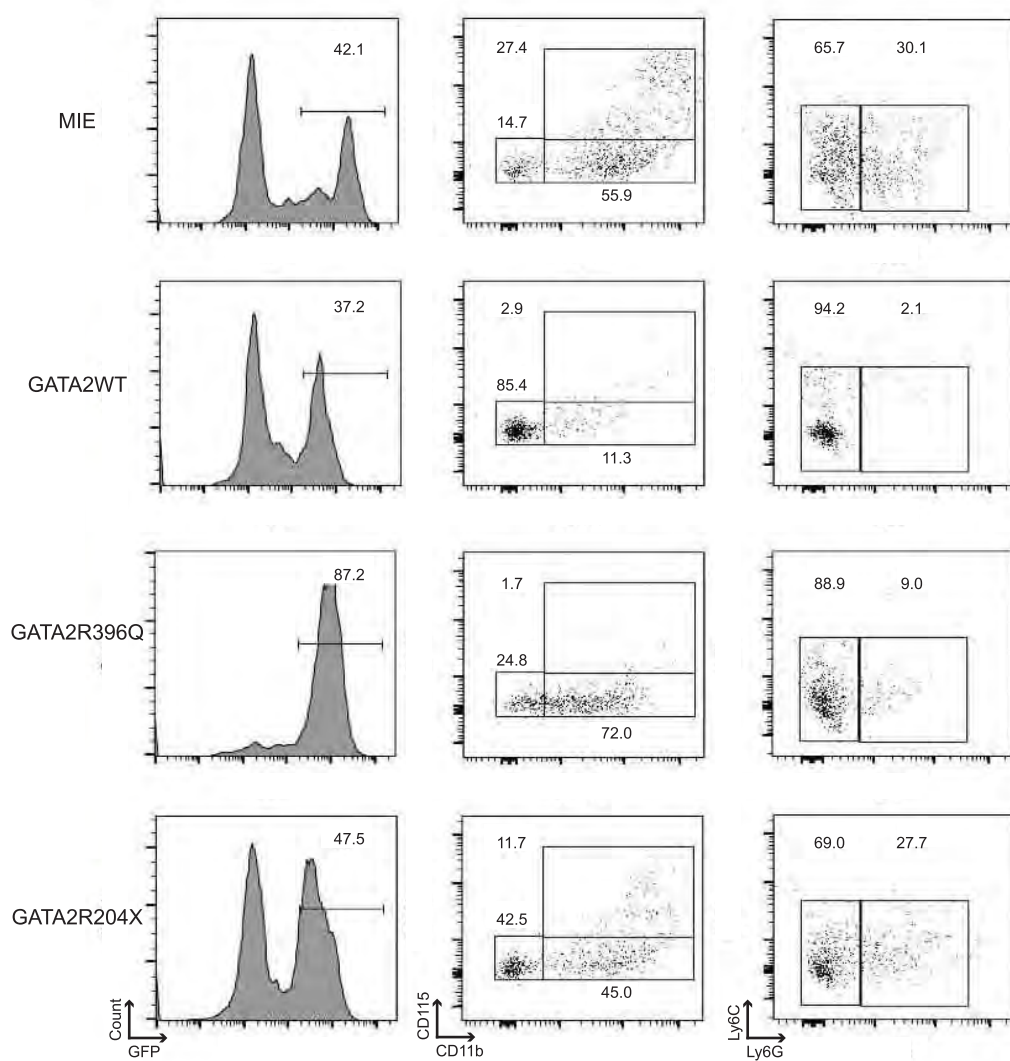 42.1
27.4
65.7 30.1
MIE
14.7
55.9
37.2
2.9
94.2 2.1
GATA2WT
85.4
11.3
87.2
1.7
88.9 9.0
GATA2R396Q
24.8
72.0
47.5
11.7
69.0 27.7
GATA2R204X
42.5
45.0
Count
GFP
CD115
CD11b
Ly6C
Ly6G